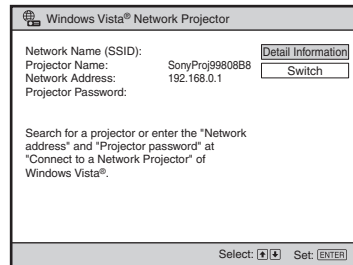 Windows Vista® Network Projector
Network Name (SSID):
Projector Name: SonyProj99808B8
Network Address: 192.168.0.1
Projector Password:
Detail Information
Switch
Search for a projector or enter the "Network
address" and "Projector password" at
"Connect to a Network Projector" of
Windows Vista®.
Select: Set: ENTER